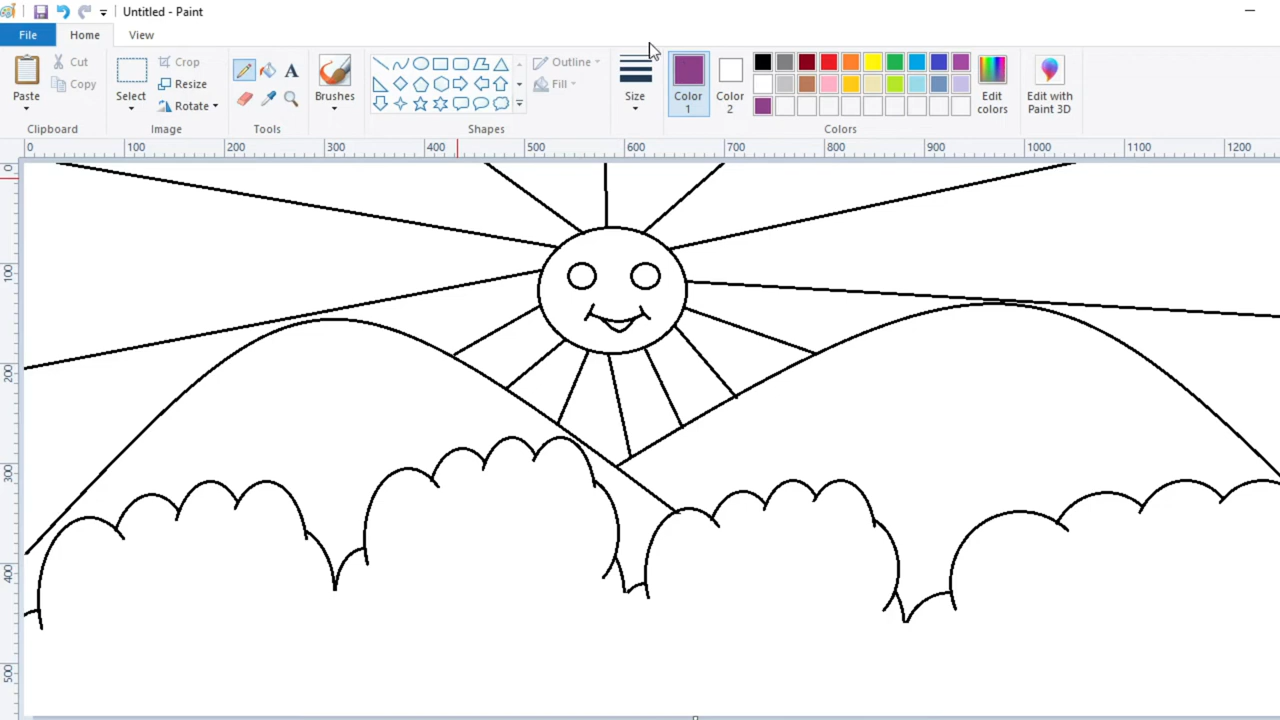 Untitled - Paint
File Home View
Paste
Cut
Copy
Clipboard
Select
Crop
Resize
Rotate
Image
A
Tools
Brushes
Outline
Fill
Shapes
Size
Color 1
Color 2
Edit colors
Colors
Edit with Paint 3D
0 100 200 300 400 500 600 700 800 900 1000 1100 1200
0
100
200
300
400
500